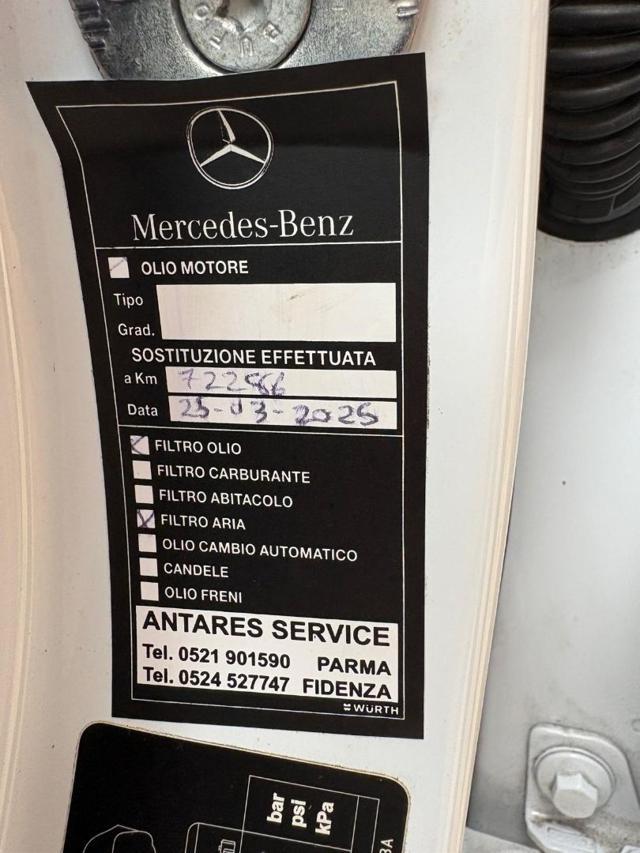 BUFO
Mercedes-Benz
OLIO MOTORE
Tipo
Grad.
SOSTITUZIONE EFFETTUATA
a Km 722566
Data 25-03-2025
FILTRO OLIO
FILTRO CARBURANTE
FILTRO ABITACOLO
FILTRO ARIA
OLIO CAMBIO AUTOMATICO
CANDELE
OLIO FRENI
ANTARES SERVICE
Tel. 0521 901590 PARMA
Tel. 0524 527747 FIDENZA
WÜRTH
bar
psi
kPa